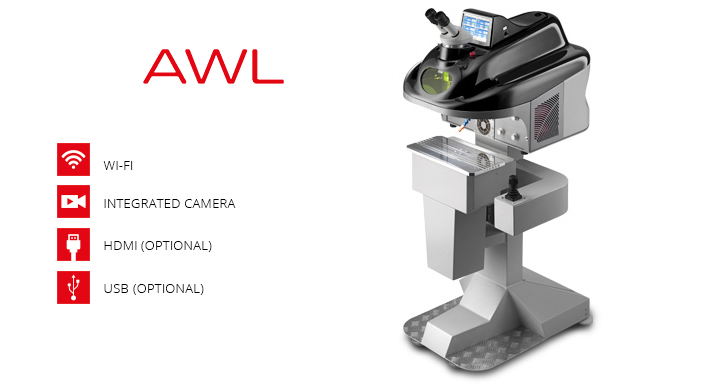 AWL
WI-FI
INTEGRATED CAMERA
HDMI (OPTIONAL)
USB (OPTIONAL)